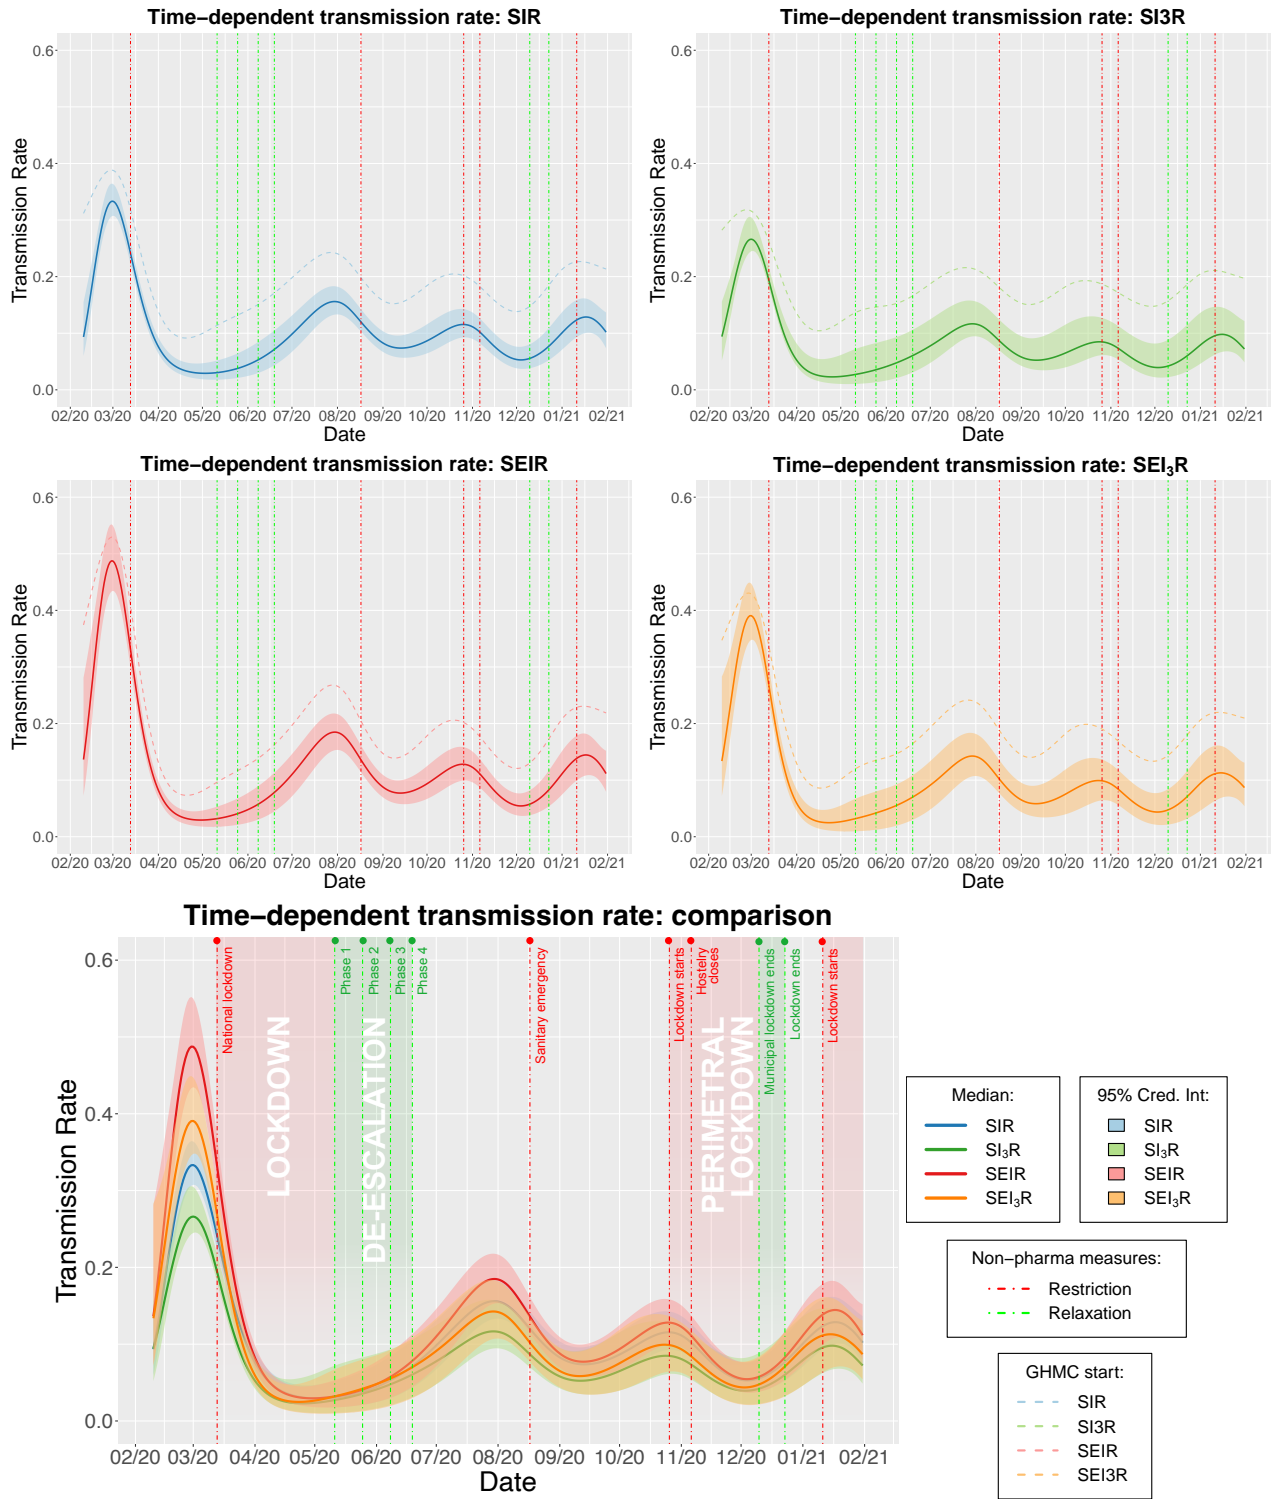 Time−dependent transmission rate: SIR
Time−dependent transmission rate: SI3R
0.6
0.4
0.2
0.0
Transmission Rate
02/20 03/20 04/20 05/20 06/20 07/20 08/20 09/20 10/20 11/20 12/20 01/21 02/21
Date
0.6
0.4
0.2
0.0
Transmission Rate
02/20 03/20 04/20 05/20 06/20 07/20 08/20 09/20 10/20 11/20 12/20 01/21 02/21
Date
Time−dependent transmission rate: SEIR
Time−dependent transmission rate: SEI₃R
0.6
0.4
0.2
0.0
Transmission Rate
02/20 03/20 04/20 05/20 06/20 07/20 08/20 09/20 10/20 11/20 12/20 01/21 02/21
Date
0.6
0.4
0.2
0.0
Transmission Rate
02/20 03/20 04/20 05/20 06/20 07/20 08/20 09/20 10/20 11/20 12/20 01/21 02/21
Date
Time−dependent transmission rate: comparison
0.6
0.4
0.2
0.0
Transmission Rate
National lockdown
LOCKDOWN
Phase 1
Phase 2
Phase 3
Phase 4
DE-ESCALATION
Sanitary emergency
Lockdown starts
Hostelry
closes
PERIMETRAL
LOCKDOWN
Municipal lockdown ends
Lockdown ends
Lockdown starts
02/20 03/20 04/20 05/20 06/20 07/20 08/20 09/20 10/20 11/20 12/20 01/21 02/21
Date
Median:
SIR
SI₃R
SEIR
SEI₃R
95% Cred. Int:
SIR
SI₃R
SEIR
SEI₃R
Non−pharma measures:
Restriction
Relaxation
GHMC start:
SIR
SI3R
SEIR
SEI3R